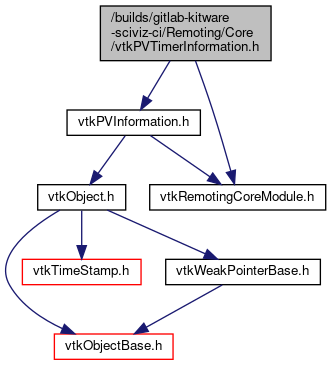 /builds/gitlab-kitware
-sciviz-ci/Remoting/Core
/vtkPVTimerInformation.h
vtkPVInformation.h
vtkObject.h
vtkRemotingCoreModule.h
vtkTimeStamp.h
vtkWeakPointerBase.h
vtkObjectBase.h